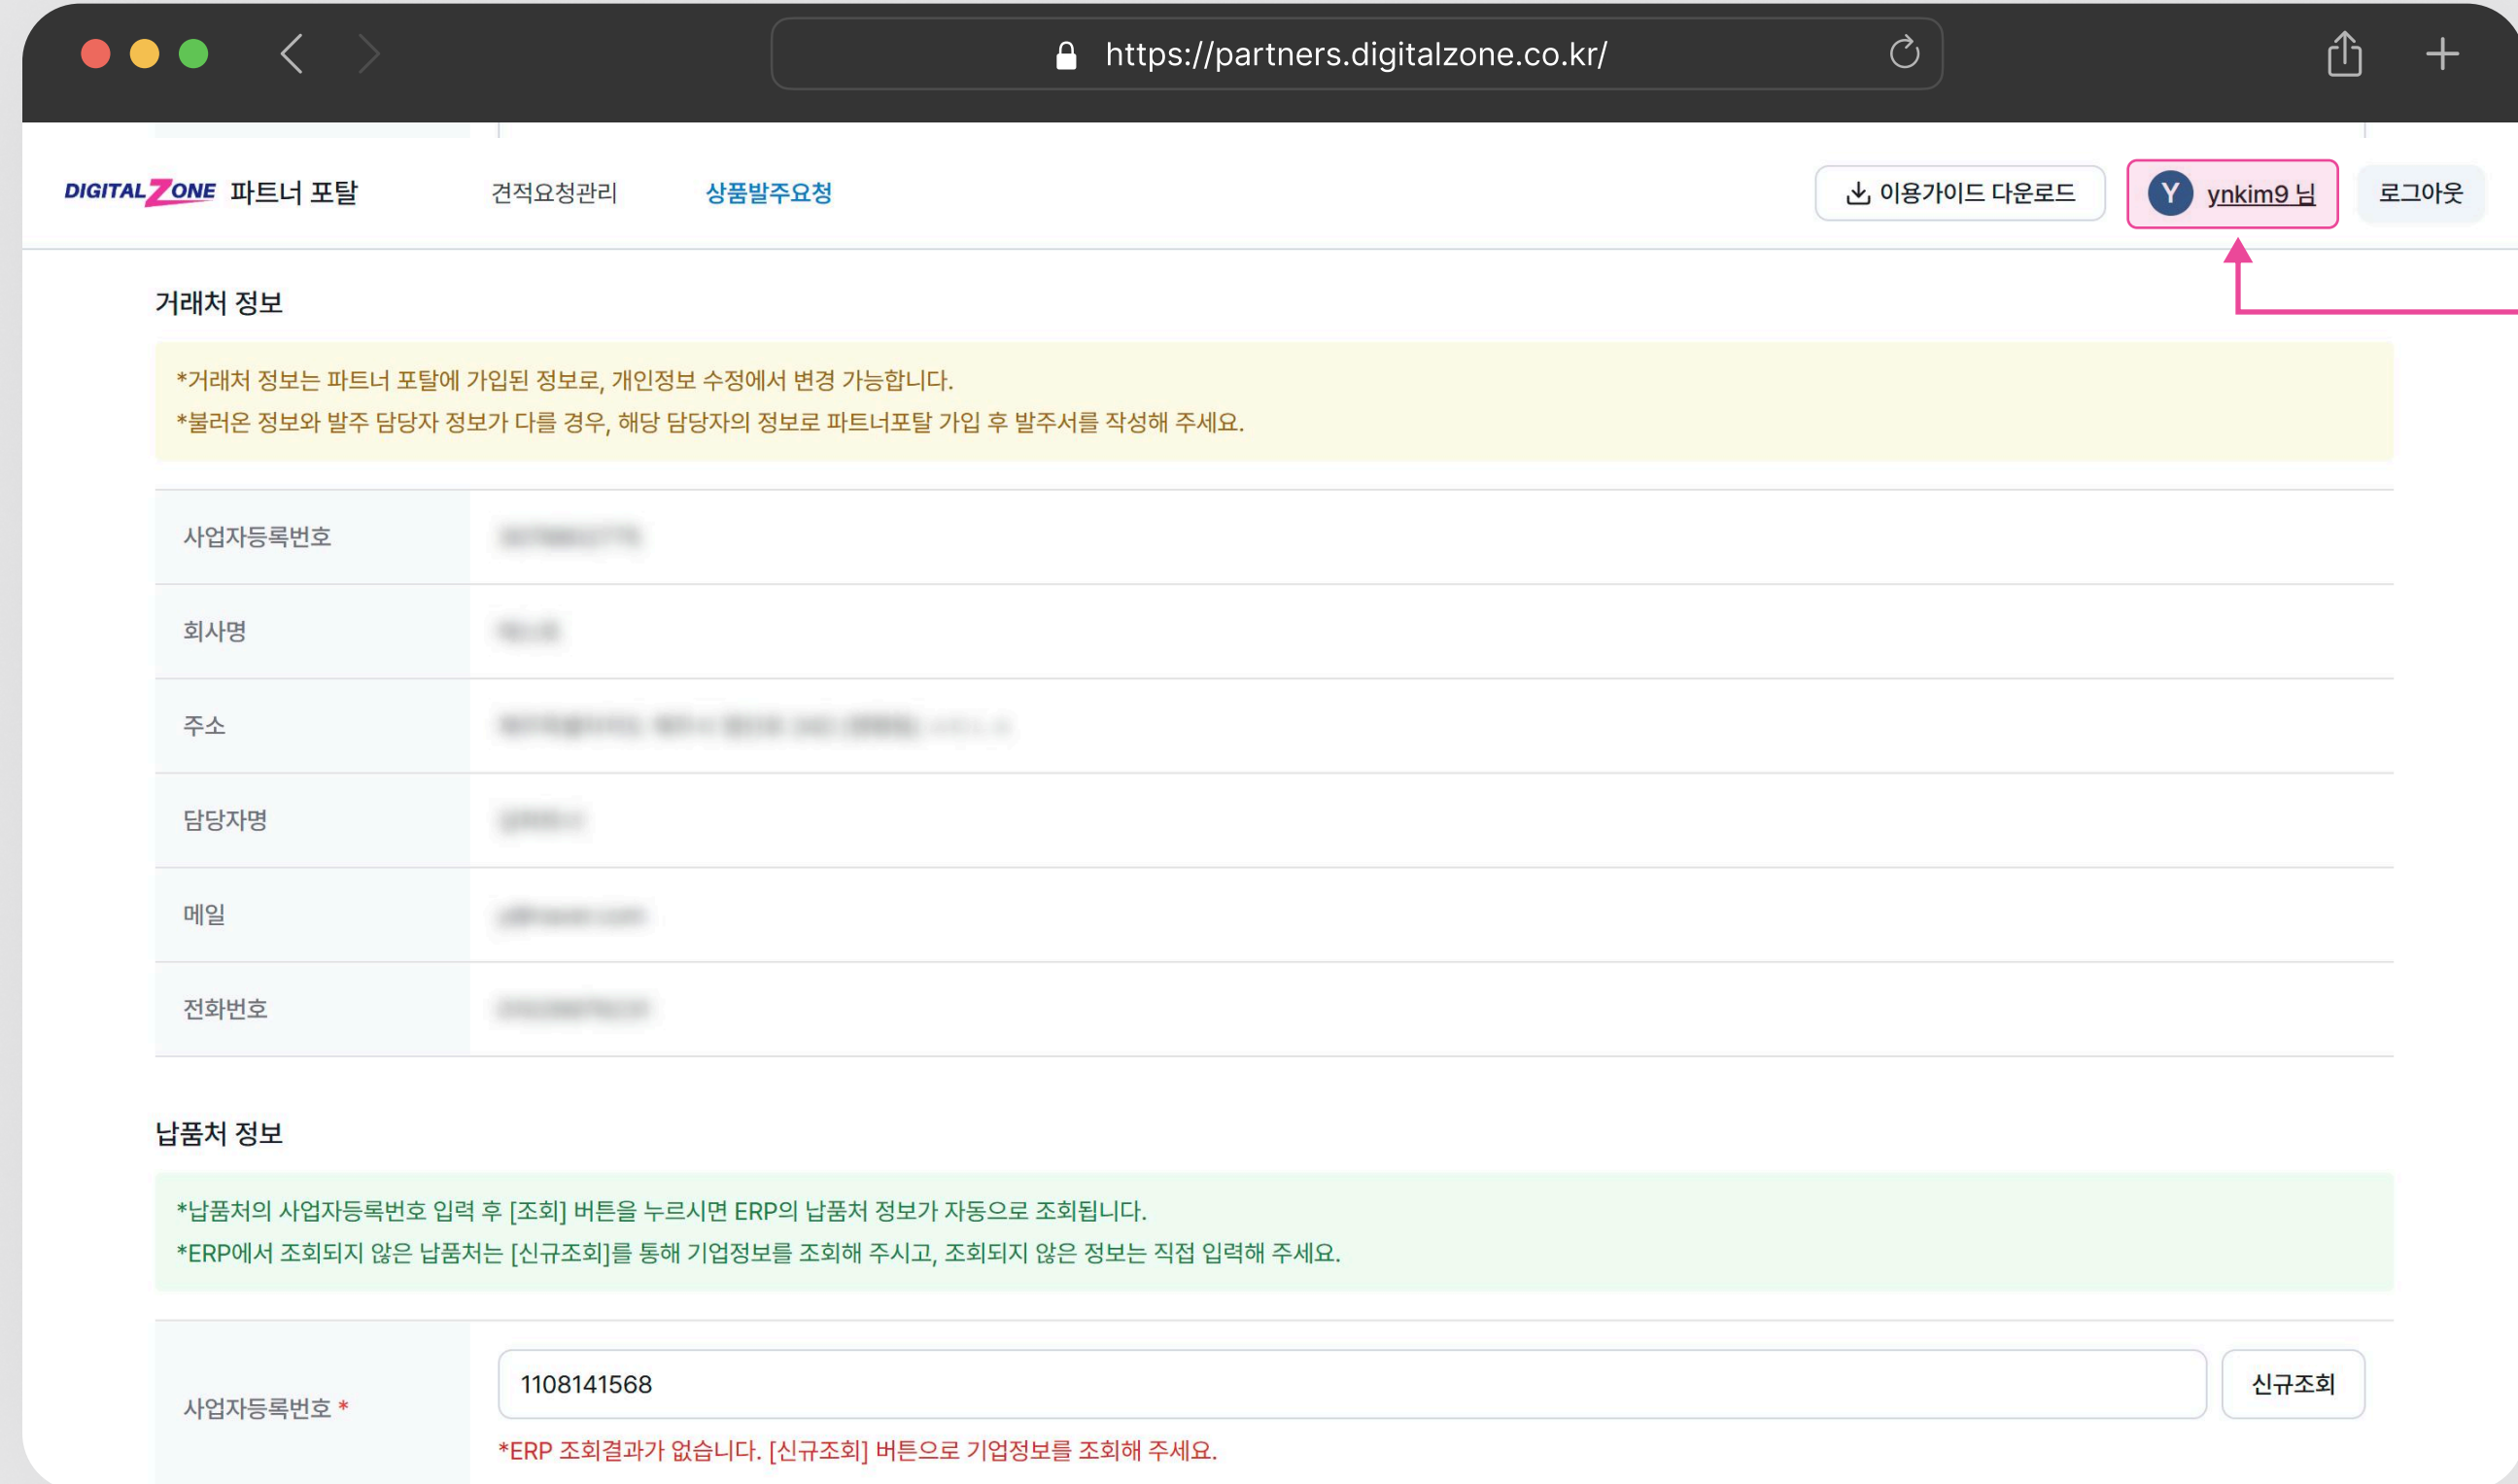 https://partners.digitalzone.co.kr/
DIGITALZONE 파트너 포탈 견적요청관리 상품발주요청 이용가이드 다운로드 Y ynkim9 님 로그아웃
거래처 정보
*거래처 정보는 파트너 포탈에 가입된 정보로, 개인정보 수정에서 변경 가능합니다.
*불러온 정보와 발주 담당자 정보가 다를 경우, 해당 담당자의 정보로 파트너포탈 가입 후 발주서를 작성해 주세요.
사업자등록번호
회사명
주소
담당자명
메일
전화번호
납품처 정보
*납품처의 사업자등록번호 입력 후 [조회] 버튼을 누르시면 ERP의 납품처 정보가 자동으로 조회됩니다.
*ERP에서 조회되지 않은 납품처는 [신규조회]를 통해 기업정보를 조회해 주시고, 조회되지 않은 정보는 직접 입력해 주세요.
사업자등록번호 * 1108141568 신규조회
*ERP 조회결과가 없습니다. [신규조회] 버튼으로 기업정보를 조회해 주세요.